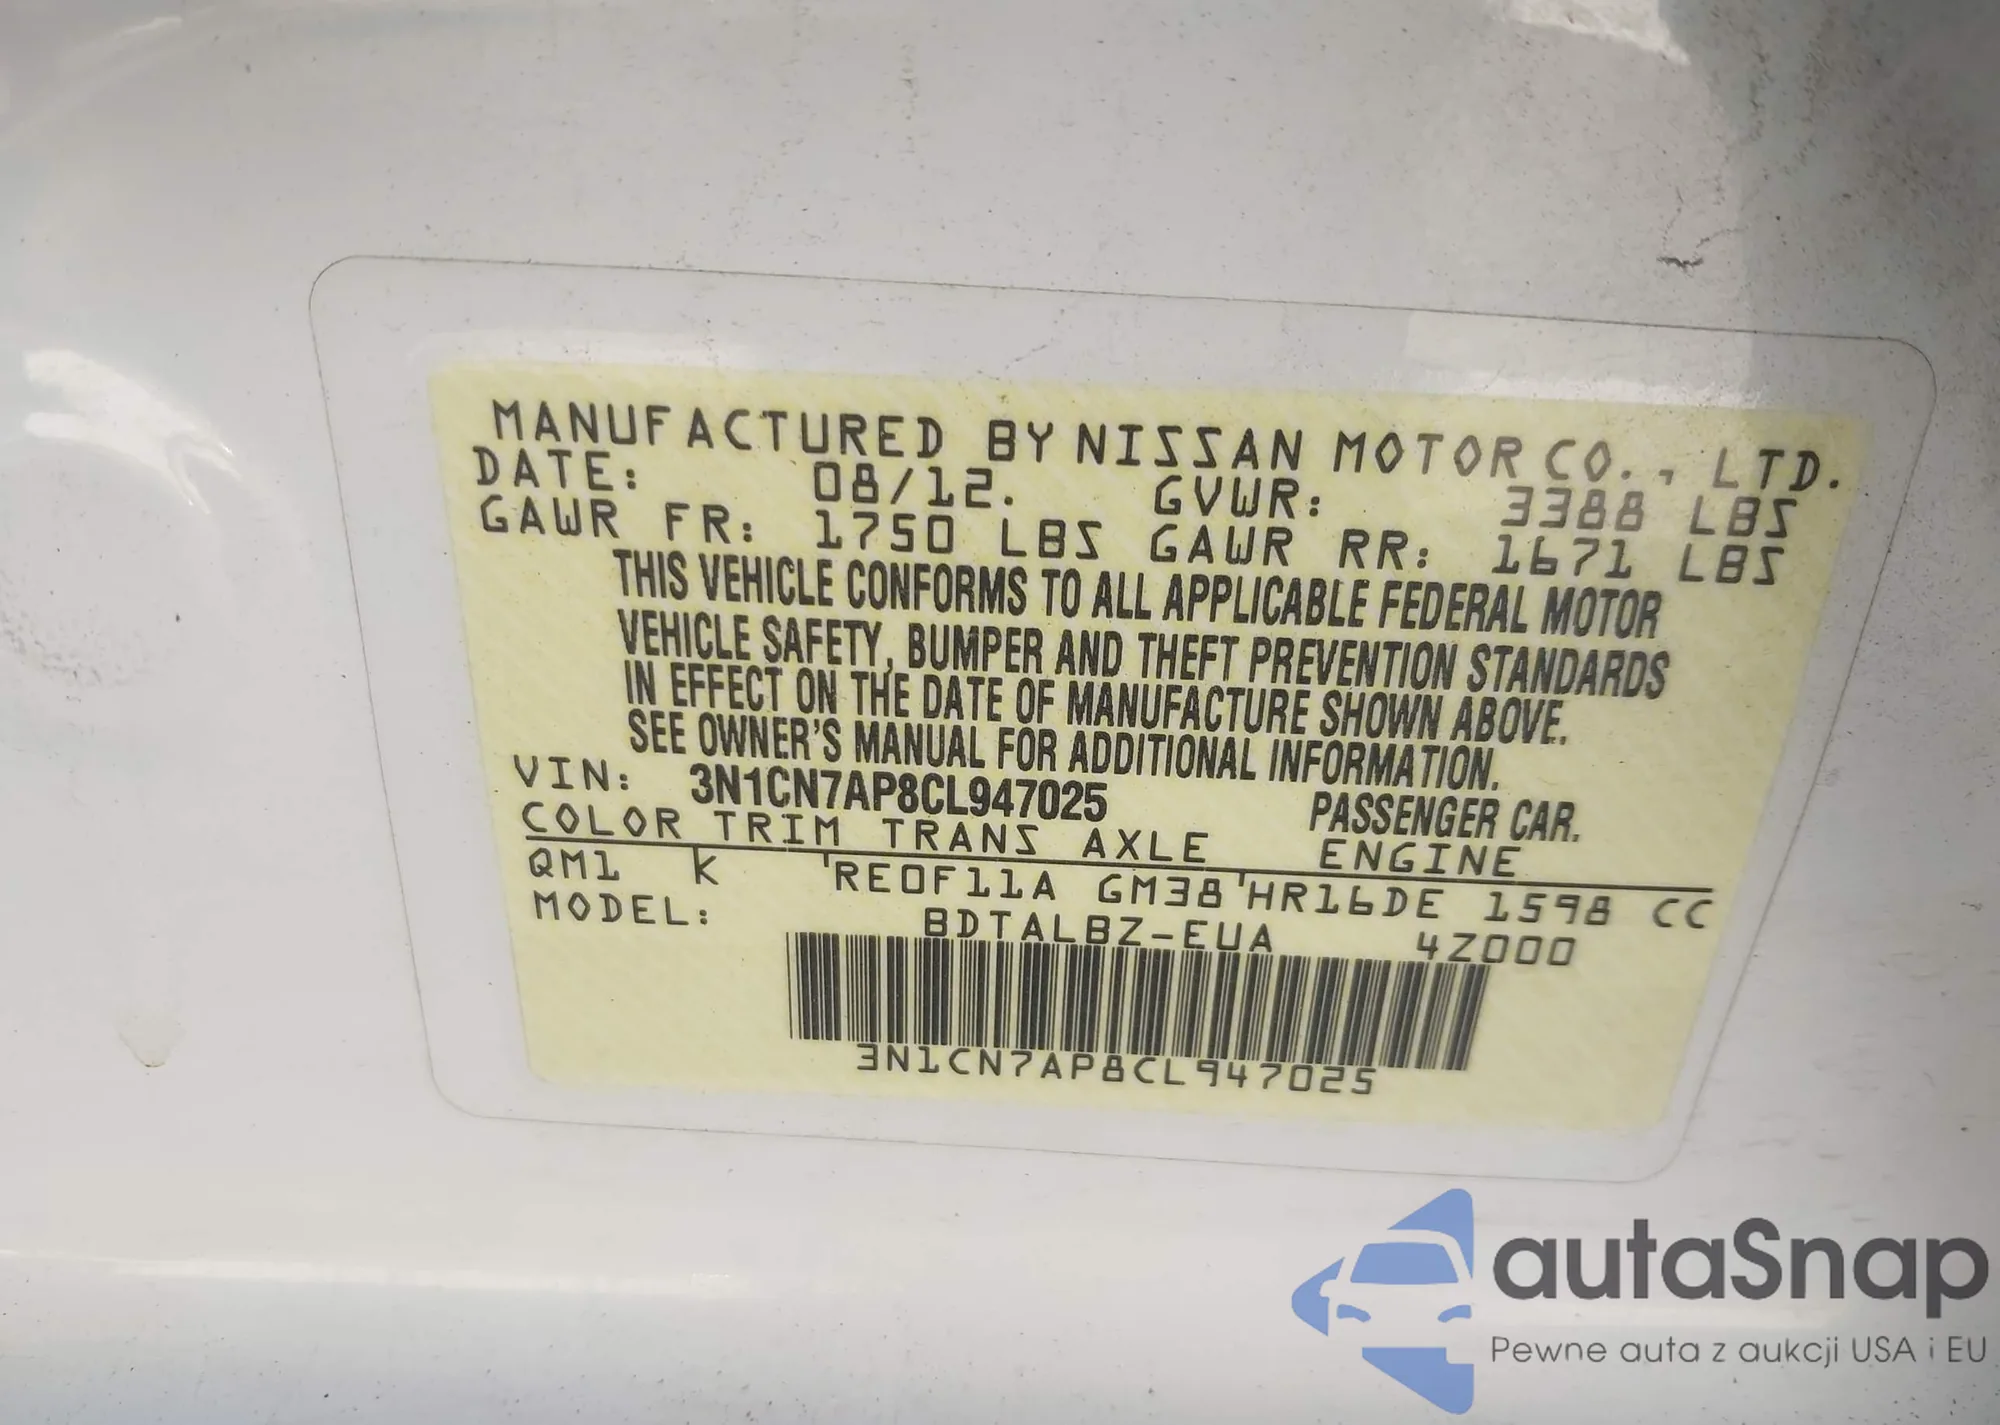 MANUFACTURED BY NISSAN MOTOR CO., LTD.
DATE: 08/12. GVWR: 3388 LBS
GAWR FR: 1750 LBS GAWR RR: 1671 LBS
THIS VEHICLE CONFORMS TO ALL APPLICABLE FEDERAL MOTOR
VEHICLE SAFETY, BUMPER AND THEFT PREVENTION STANDARDS
IN EFFECT ON THE DATE OF MANUFACTURE SHOWN ABOVE.
SEE OWNER'S MANUAL FOR ADDITIONAL INFORMATION.
VIN: 3N1CN7AP8CL947025 PASSENGER CAR.
COLOR TRIM TRANS AXLE ENGINE
QM1 K RE0F11A GM38 HR16DE 1598 CC
MODEL: BDTALBZ-EUA 4Z000
3N1CN7AP8CL947025
autaSnap
Pewne auta z aukcji USA i EU